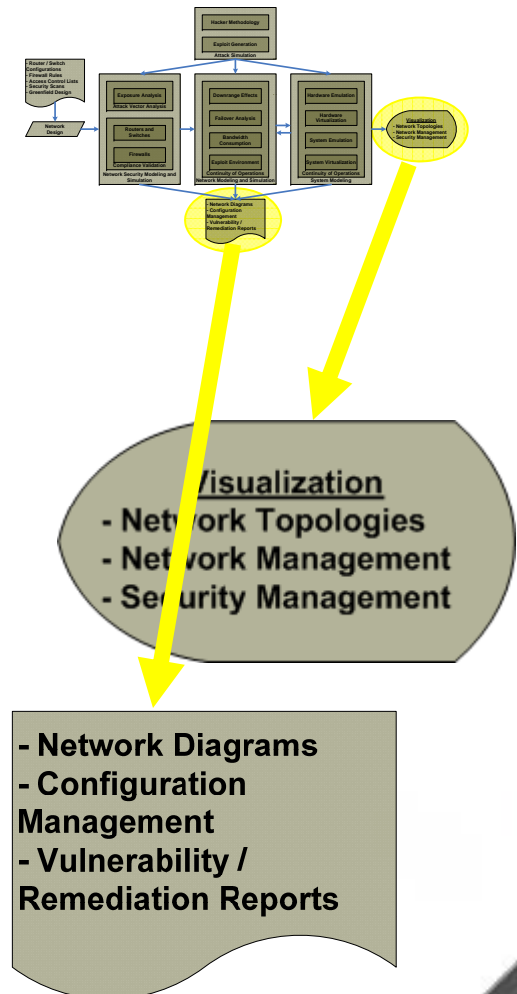 Hacker Methodology
Exploit Generation
Attack Simulation
- Router / Switch
Configurations
- Firewall Rules
- Access Control Lists
- Security Scans
- Greenfield Design
Network
Design
Exposure Analysis
Attack Vector Analysis
Routers and
Switches
Firewalls
Compliance Validation
Network Security Modeling and
Simulation
Downrange Effects
Failover Analysis
Bandwidth
Consumption
Exploit Environment
Continuity of Operations
Network Modeling and Simulation
Hardware Emulation
Hardware
Virtualization
System Emulation
System Virtualization
Continuity of Operations
System Modeling
Visualization
- Network Topologies
- Network Management
- Security Management
- Network Diagrams
- Configuration
Management
- Vulnerability /
Remediation Reports
Visualization
- Network Topologies
- Network Management
- Security Management
- Network Diagrams
- Configuration
Management
- Vulnerability /
Remediation Reports